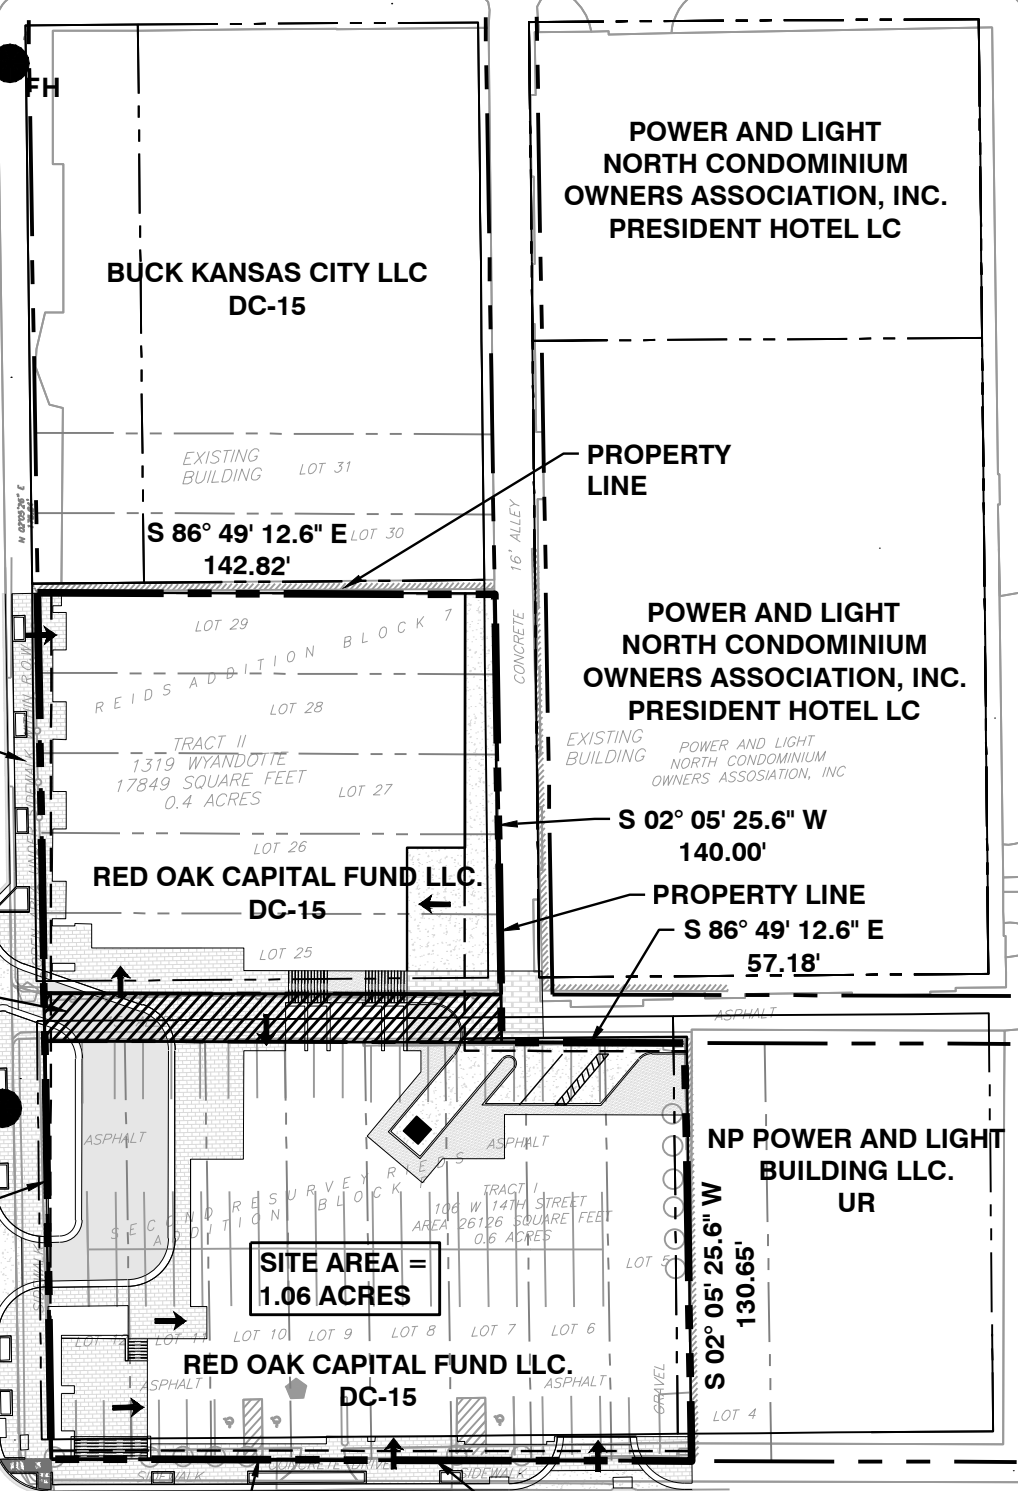 FH
POWER AND LIGHT
NORTH CONDOMINIUM
OWNERS ASSOCIATION, INC.
PRESIDENT HOTEL LC
BUCK KANSAS CITY LLC
DC-15
EXISTING
BUILDING
LOT 31
PROPERTY
LINE
S 86° 49' 12.6" E
142.82'
LOT 30
CONCRETE 16' ALLEY
LOT 29
REIDS ADDITION BLOCK 7
LOT 28
POWER AND LIGHT
NORTH CONDOMINIUM
OWNERS ASSOCIATION, INC.
PRESIDENT HOTEL LC
EXISTING
BUILDING
POWER AND LIGHT
NORTH CONDOMINIUM
OWNERS ASSOSIATION, INC
TRACT II
1319 WYANDOTTE
17849 SQUARE FEET
0.4 ACRES
LOT 27
S 02° 05' 25.6" W
140.00'
LOT 26
RED OAK CAPITAL FUND LLC.
DC-15
PROPERTY LINE
S 86° 49' 12.6" E
57.18'
LOT 25
ASPHALT
ASPHALT
ASPHALT
NP POWER AND LIGHT
BUILDING LLC.
UR
SECOND RESURVEY RIEDS
ADDITION BLOCK
TRACT I
106 W 14TH STREET
AREA 26126 SQUARE FEET
0.6 ACRES
S 02° 05' 25.6" W
130.65'
LOT 5
SITE AREA =
1.06 ACRES
LOT 12
LOT 11
LOT 10
LOT 9
LOT 8
LOT 7
LOT 6
RED OAK CAPITAL FUND LLC.
DC-15
ASPHALT
ASPHALT
GRAVEL
LOT 4
SIDEWALK
CONCRETE DRIVE
SIDEWALK